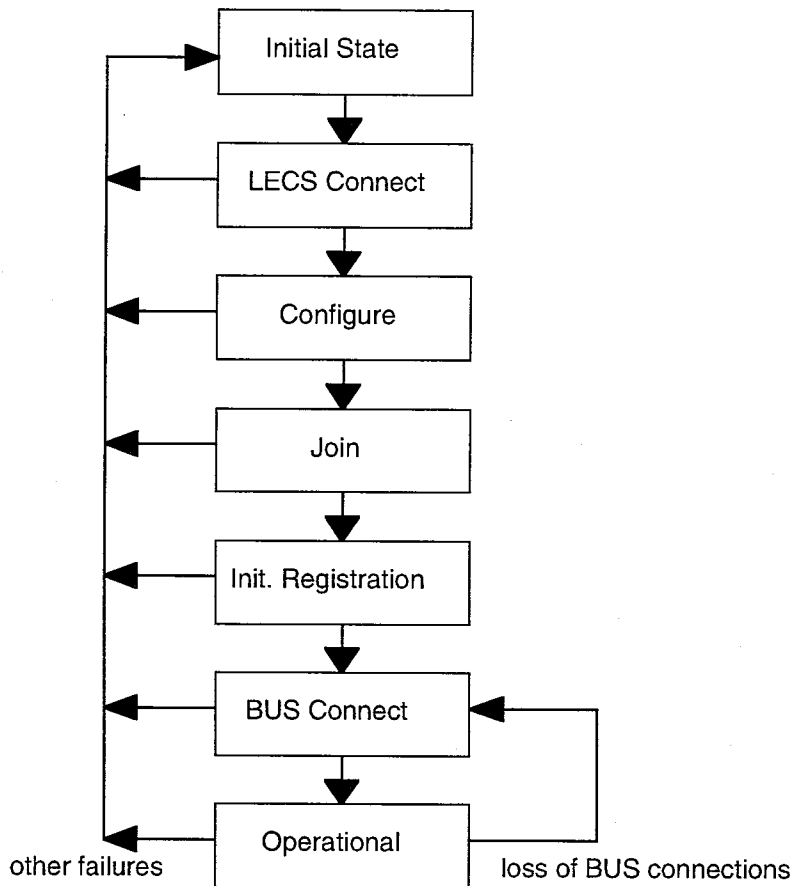 Initial State
LECS Connect
Configure
Join
Init. Registration
BUS Connect
Operational
other failures
loss of BUS connections